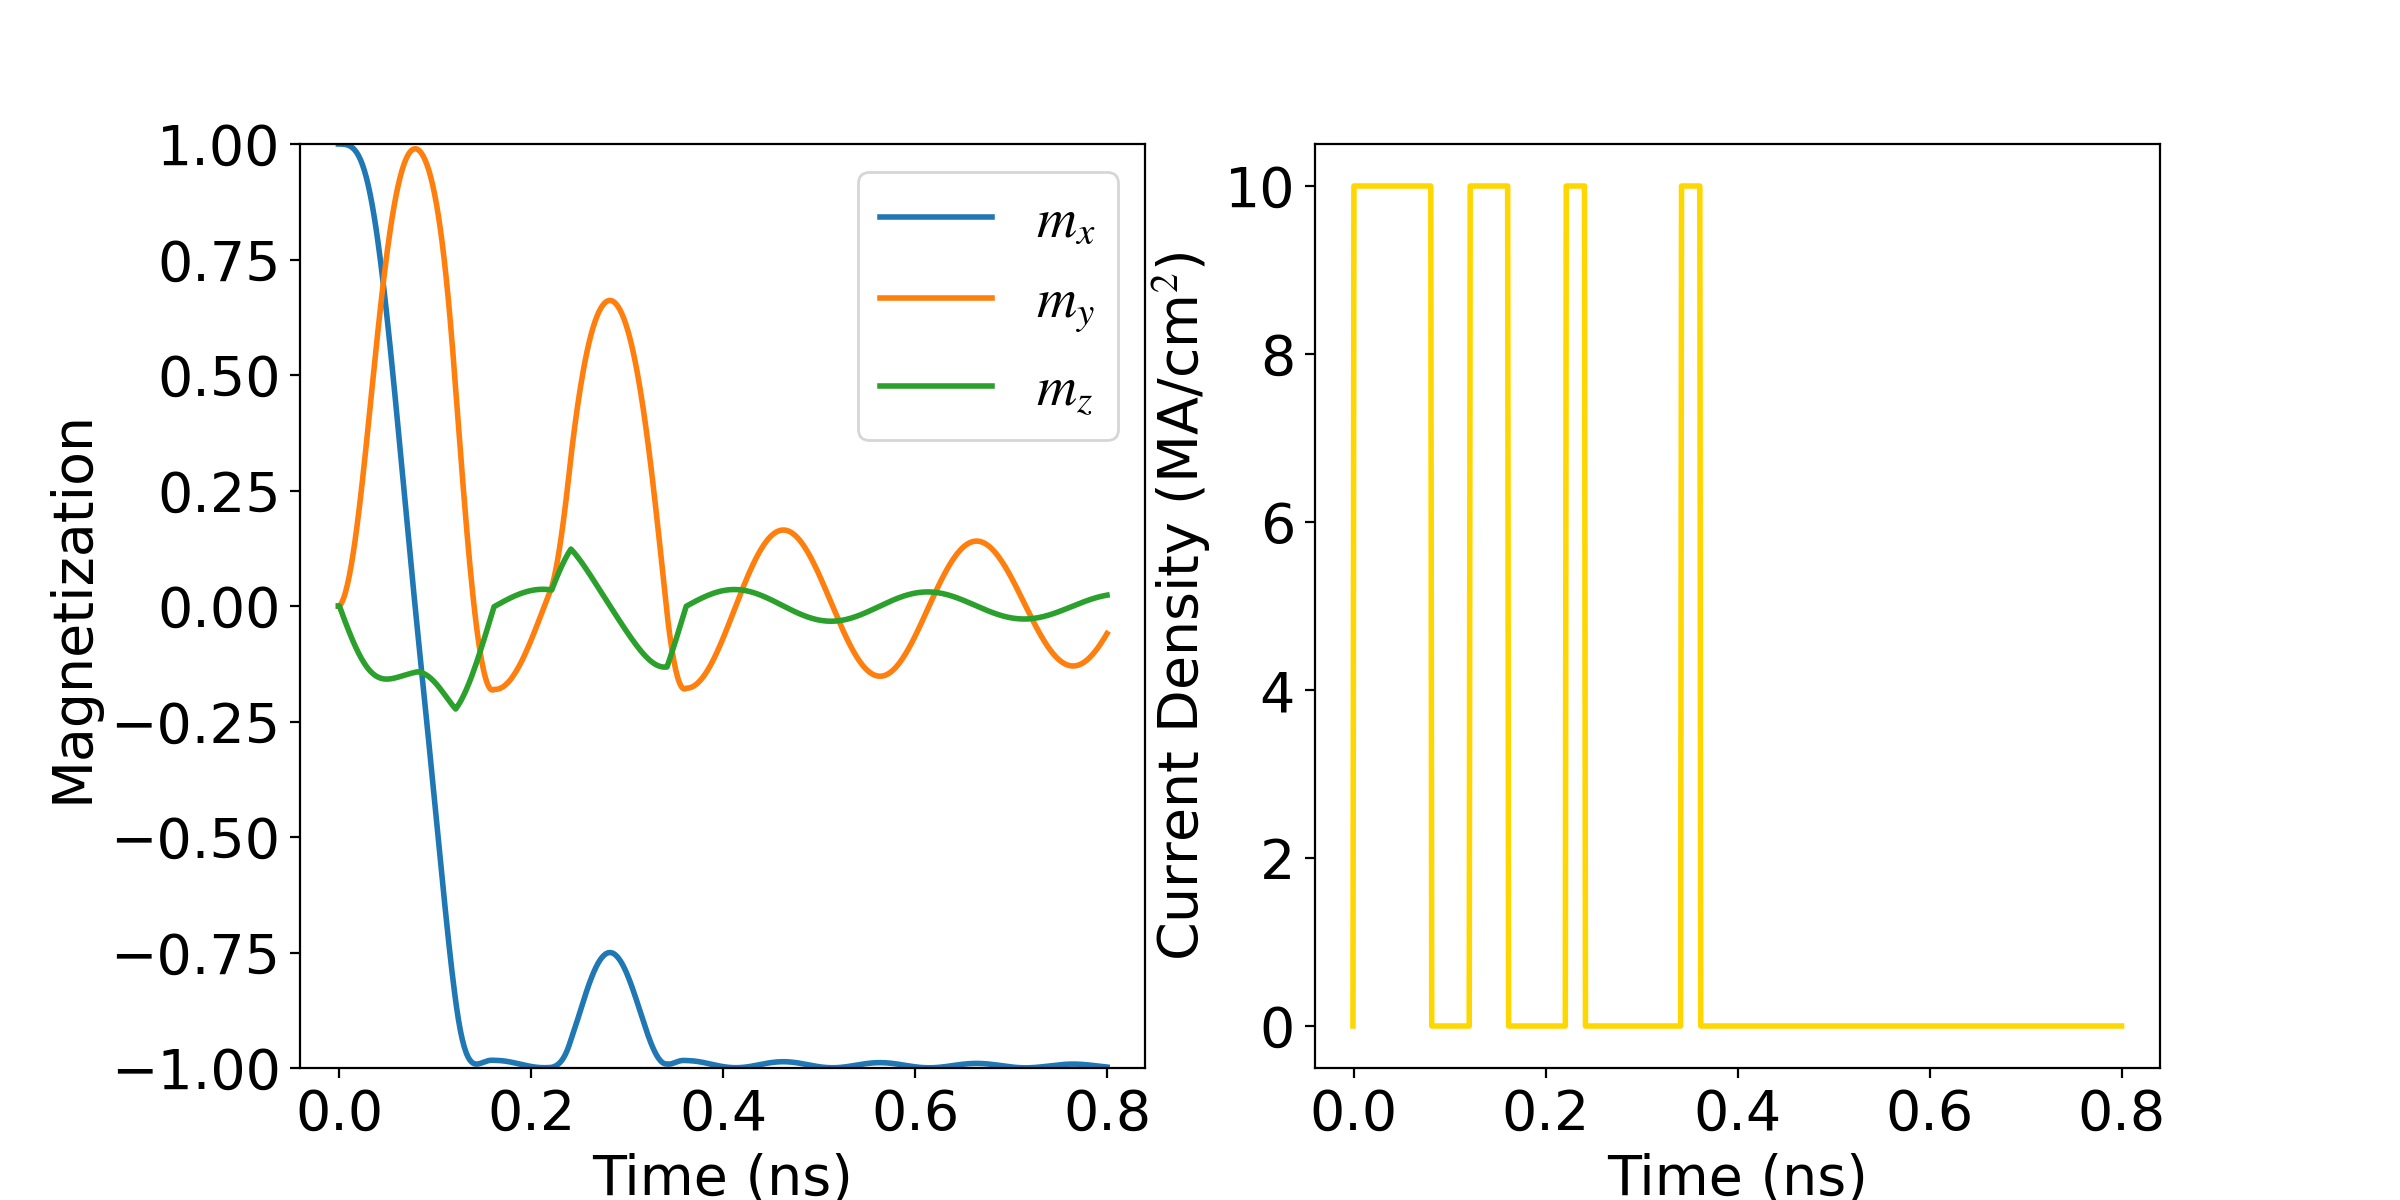 Magnetization
1.00
0.75
0.50
0.25
0.00
−0.25
−0.50
−0.75
−1.00
0.0 0.2 0.4 0.6 0.8
Time (ns)
m_x
m_y
m_z
Current Density (MA/cm²)
10
8
6
4
2
0
0.0 0.2 0.4 0.6 0.8
Time (ns)